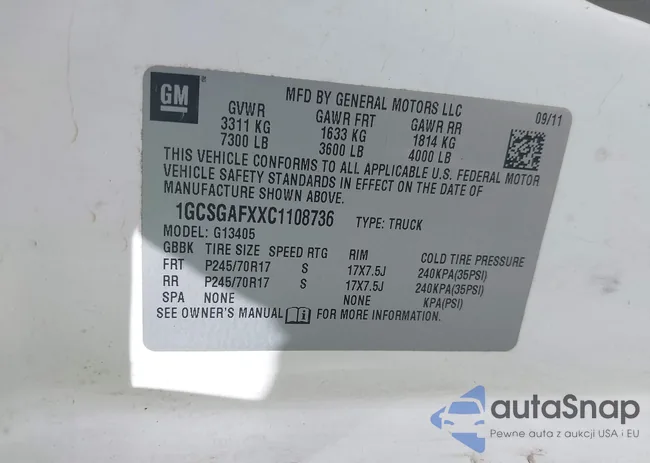 GM
MFD BY GENERAL MOTORS LLC
GVWR GAWR FRT GAWR RR 09/11
3311 KG 1633 KG 1814 KG
7300 LB 3600 LB 4000 LB
THIS VEHICLE CONFORMS TO ALL APPLICABLE U.S. FEDERAL MOTOR
VEHICLE SAFETY STANDARDS IN EFFECT ON THE DATE OF
MANUFACTURE SHOWN ABOVE.
1GCSGAFXXC1108736 TYPE: TRUCK
MODEL: G13405
GBBK TIRE SIZE SPEED RTG RIM COLD TIRE PRESSURE
FRT P245/70R17 S 17X7.5J 240KPA(35PSI)
RR P245/70R17 S 17X7.5J 240KPA(35PSI)
SPA NONE NONE KPA(PSI)
SEE OWNER'S MANUAL i FOR MORE INFORMATION.
autoSnap
Pewne auta z aukcji USA i EU